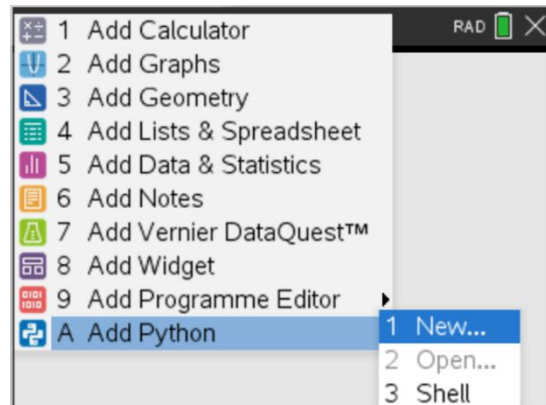 1 Add Calculator
RAD
2 Add Graphs
3 Add Geometry
4 Add Lists & Spreadsheet
5 Add Data & Statistics
6 Add Notes
7 Add Vernier DataQuest™
8 Add Widget
9 Add Programme Editor
A Add Python
1 New...
2 Open...
3 Shell